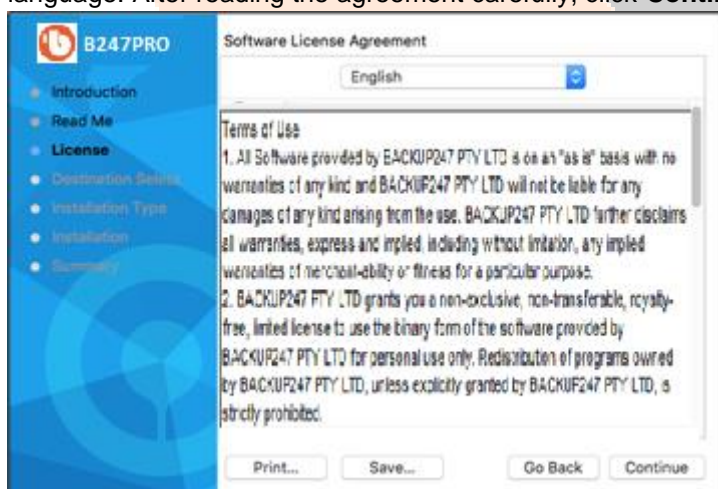 language. After reading the agreement carefully, click
B247PRO
Software License Agreement
English
Introduction
Read Me
License
Destination Select
Installation Type
Installation
Summary
Terms of Use
1. All Software provided by BACKUP247 PTY LTD is on an "as is" basis with no
warranties of any kind and BACKUP247 PTY LTD will not be liable for any
damages of any kind arising from the use. BACKUP247 PTY LTD further disclaims
all warranties, express and implied, including without limitation, any implied
warranties of merchant-ability or fitness for a particular purpose.
2. BACKUP247 PTY LTD grants you a non-exclusive, non-transferable, royalty-
free, limited license to use the binary form of the software provided by
BACKUP247 PTY LTD for personal use only. Redistribution of programs owned
by BACKUP247 PTY LTD, unless explicitly granted by BACKUP247 PTY LTD, is
strictly prohibited.
Print...
Save...
Go Back
Continue